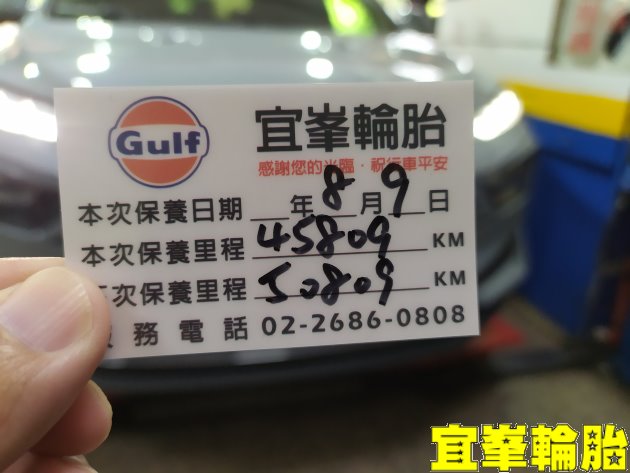 Gulf
宜峯輪胎
感謝您的光臨·祝行車平安
本次保養日期 年 8 月 9 日
本次保養里程 45809 KM
次保養里程 50809 KM
務電話 02-2686-0808
宜峯輪胎